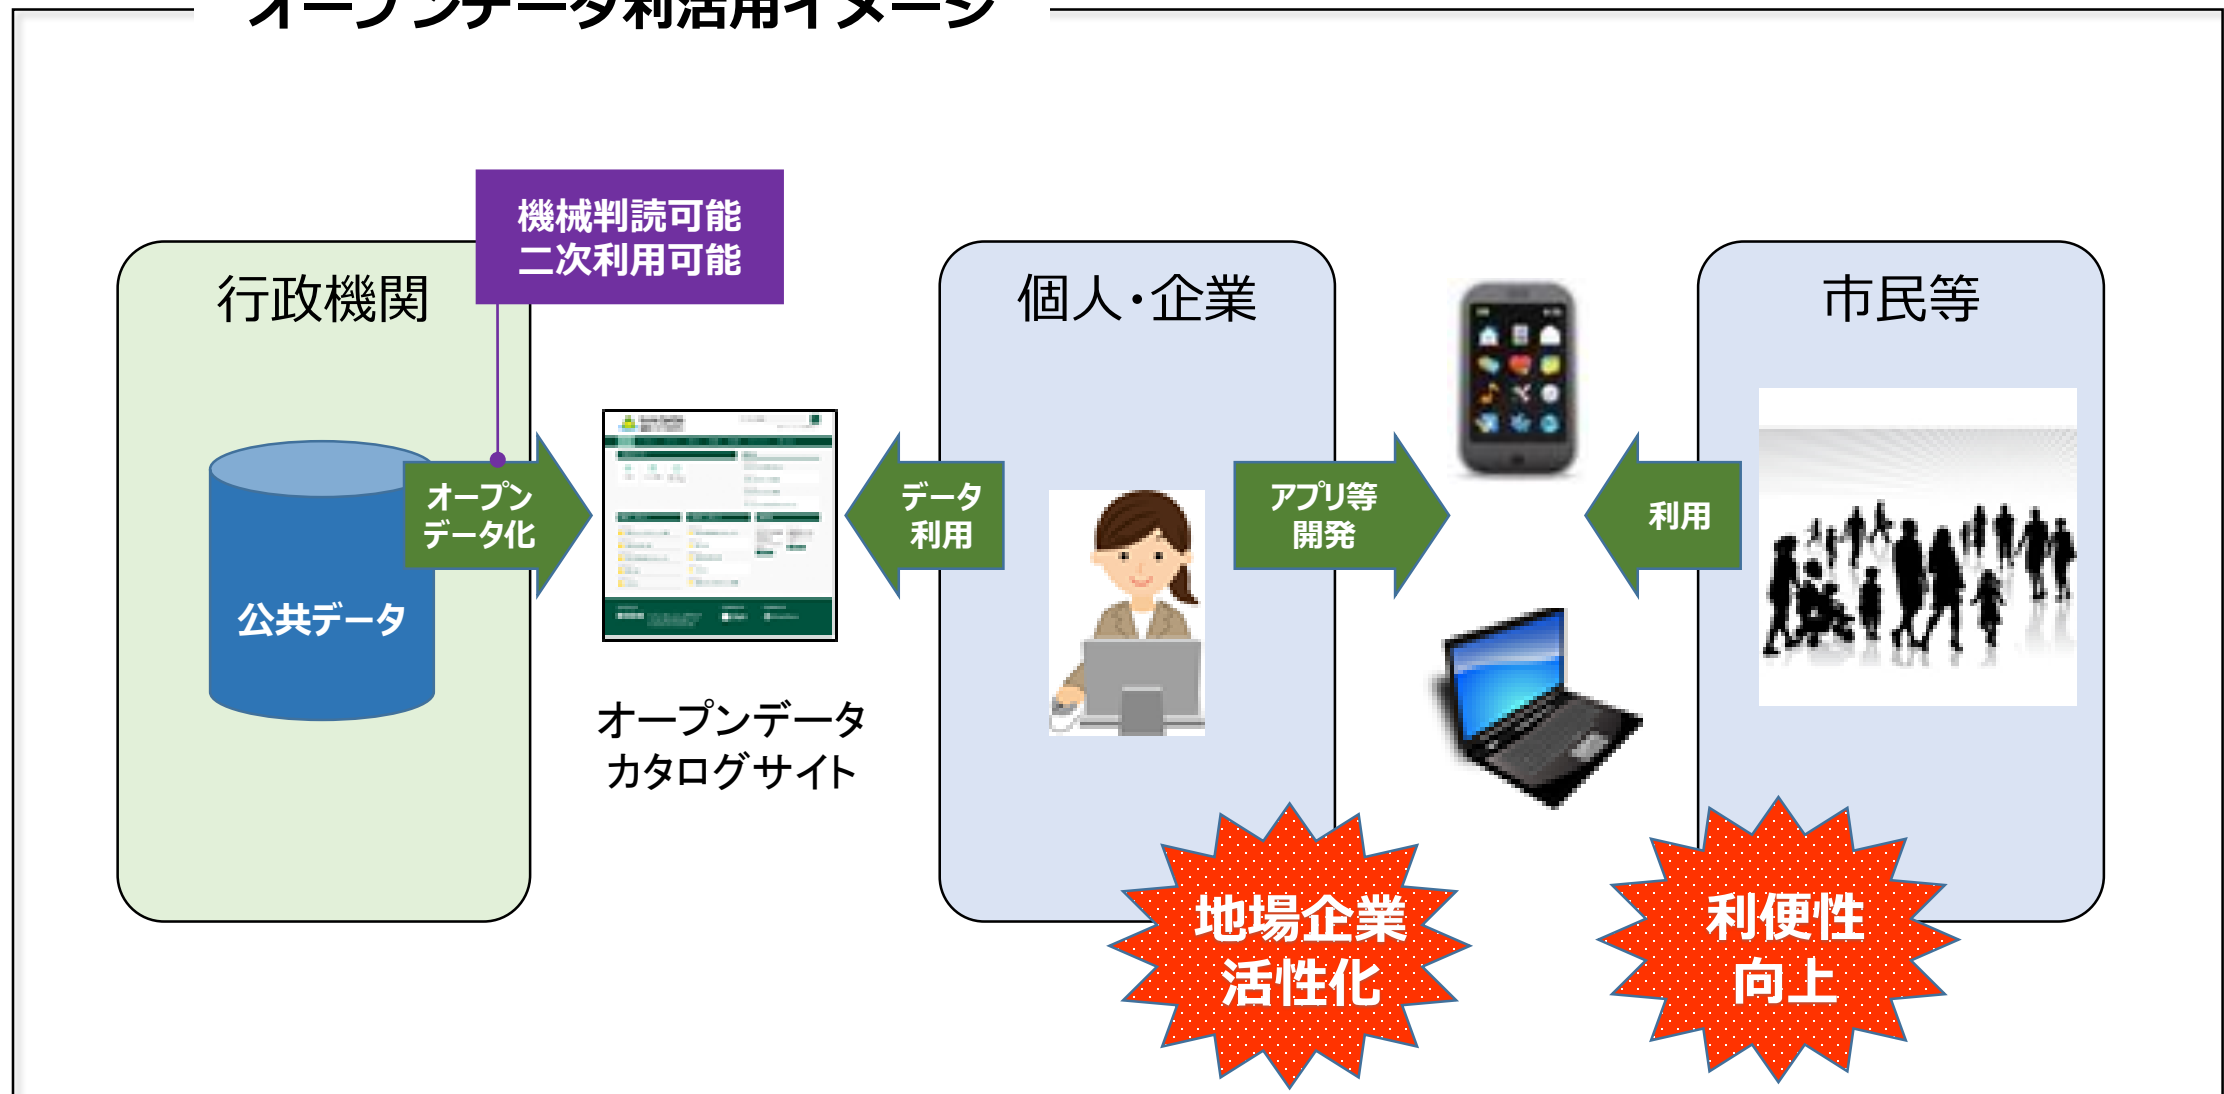 オープンデータ利活用イメージ
機械判読可能
二次利用可能
行政機関
公共データ
オープン
データ化
オープンデータ
カタログサイト
個人・企業
データ
利用
アプリ等
開発
市民等
利用
地場企業
活性化
利便性
向上